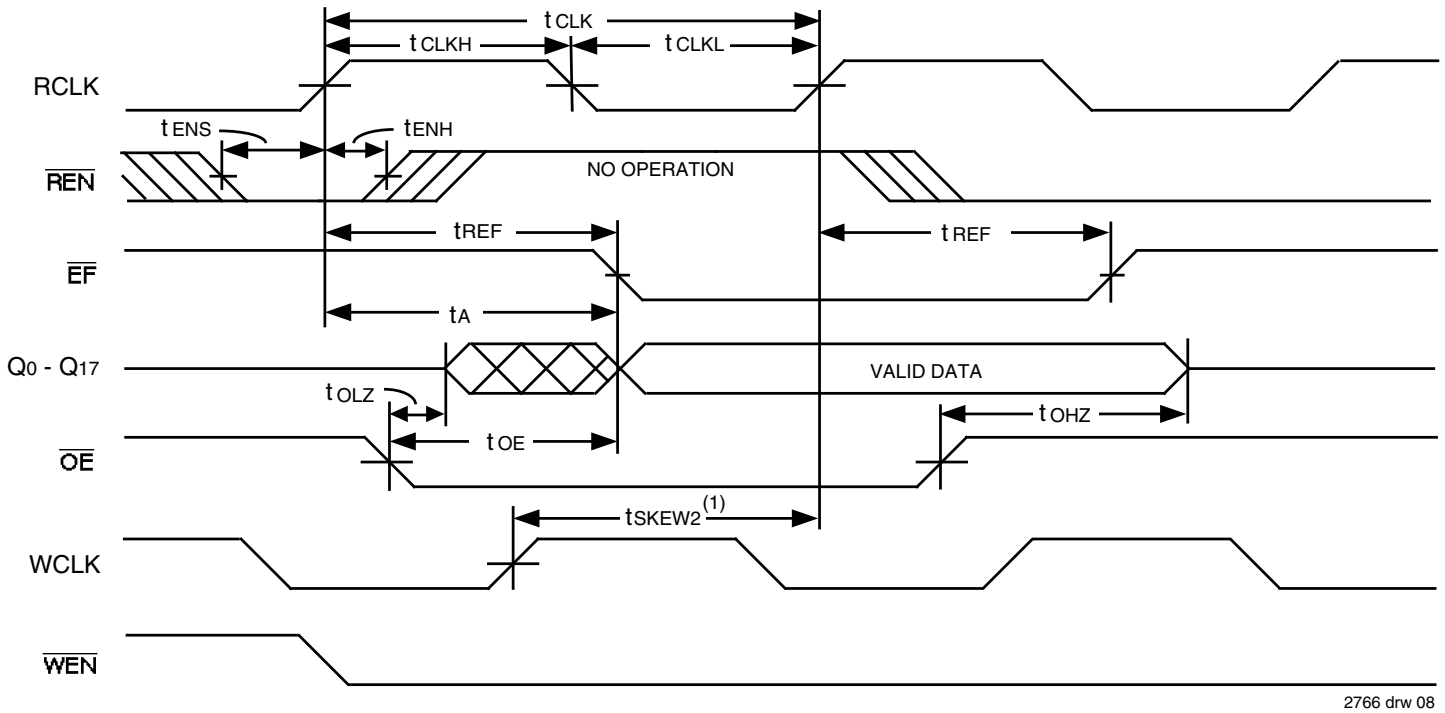 tCLK
tCLKH tCLKL
RCLK
tENS tENH
REN NO OPERATION
tREF tREF
EF
tA
Q0 - Q17 VALID DATA
tOLZ tOHZ
tOE
OE
tSKEW2(1)
WCLK
WEN
2766 drw 08